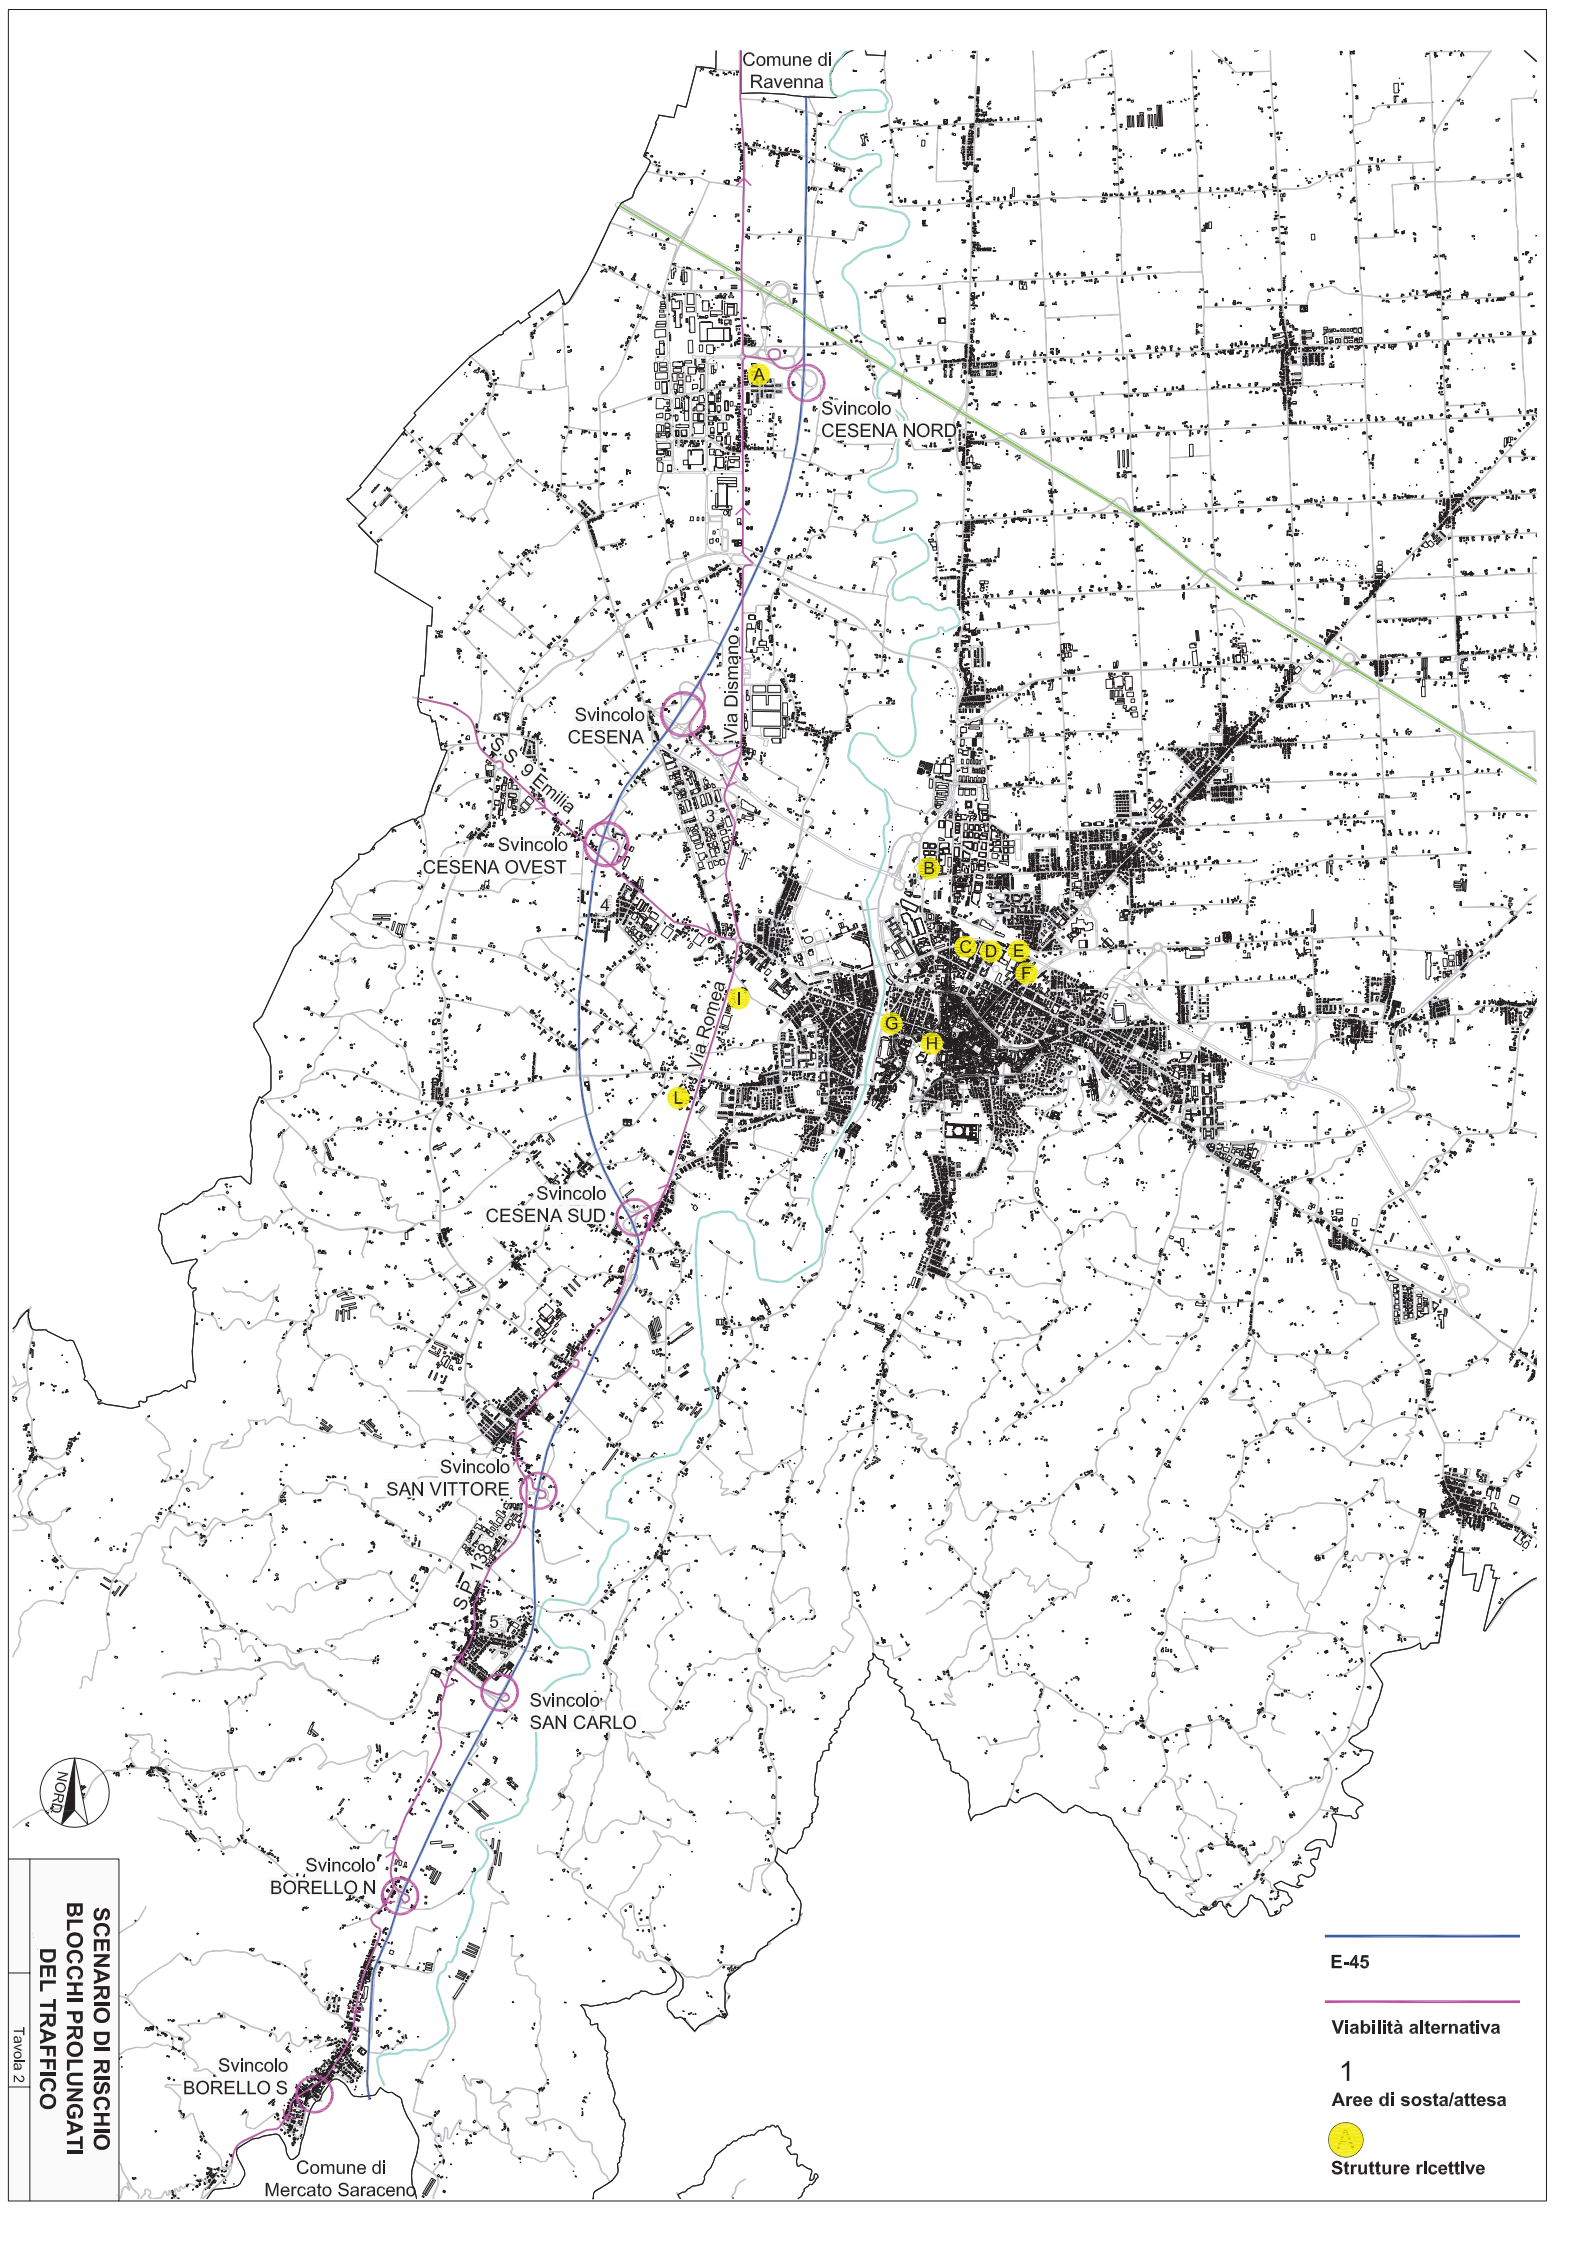 Comune di
Ravenna
A
Svincolo
CESENA NORD
Via Dismano
Svincolo
CESENA
S.S. 9 Emilia
3
Svincolo
CESENA OVEST
B
4
C
D
E
F
I
Via Romea
G
H
L
Svincolo
CESENA SUD
Svincolo
SAN VITTORE
S.P. 138
5
Svincolo
SAN CARLO
NORD
Svincolo
BORELLO N
Svincolo
BORELLO S
Comune di
Mercato Saraceno
SCENARIO DI RISCHIO
BLOCCHI PROLUNGATI
DEL TRAFFICO
Tavola 2
E-45
Viabilità alternativa
1
Aree di sosta/attesa
A
Strutture ricettive